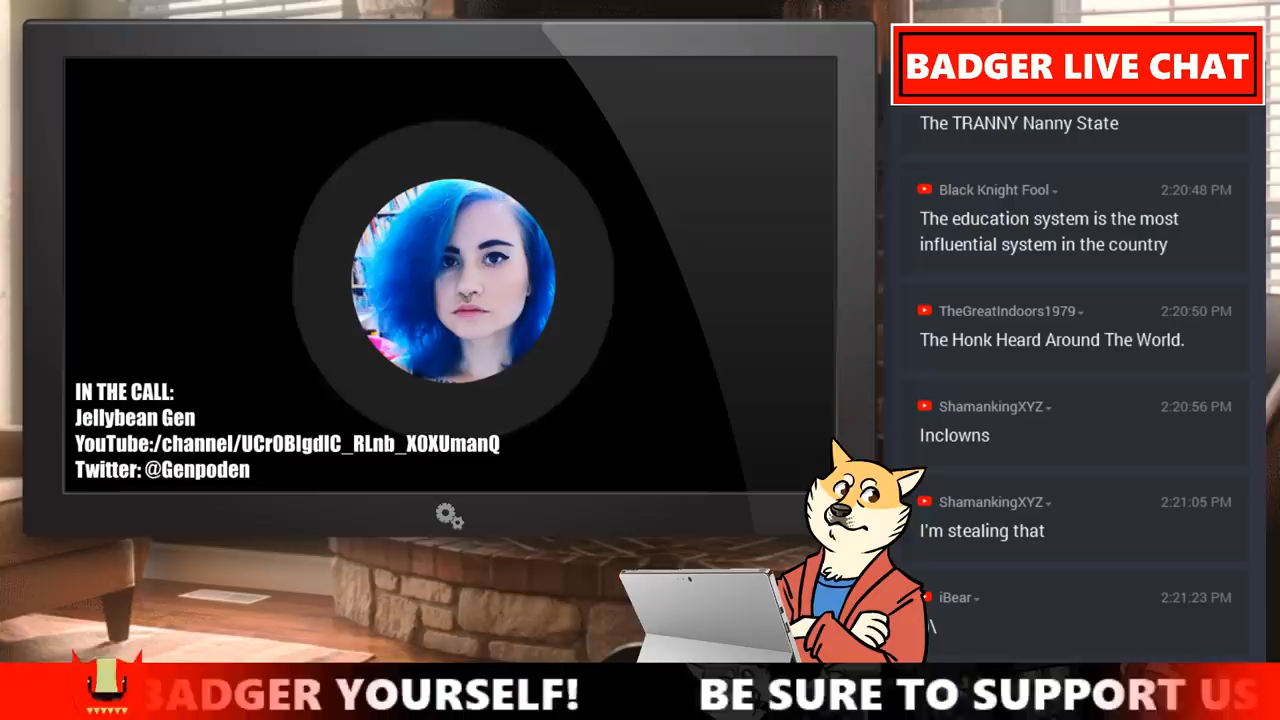 IN THE CALL:
Jellybean Gen
YouTube:/channel/UCr0BIgdIC_RLnb_XOXUmanQ
Twitter: @Genpoden
BADGER LIVE CHAT
The TRANNY Nanny State
Black Knight Fool 2:20:48 PM
The education system is the most
influential system in the country
TheGreatIndoors1979 2:20:50 PM
The Honk Heard Around The World.
ShamankingXYZ 2:20:56 PM
Inclowns
ShamankingXYZ 2:21:05 PM
I'm stealing that
iBear 2:21:23 PM
\
BADGER YOURSELF! BE SURE TO SUPPORT US